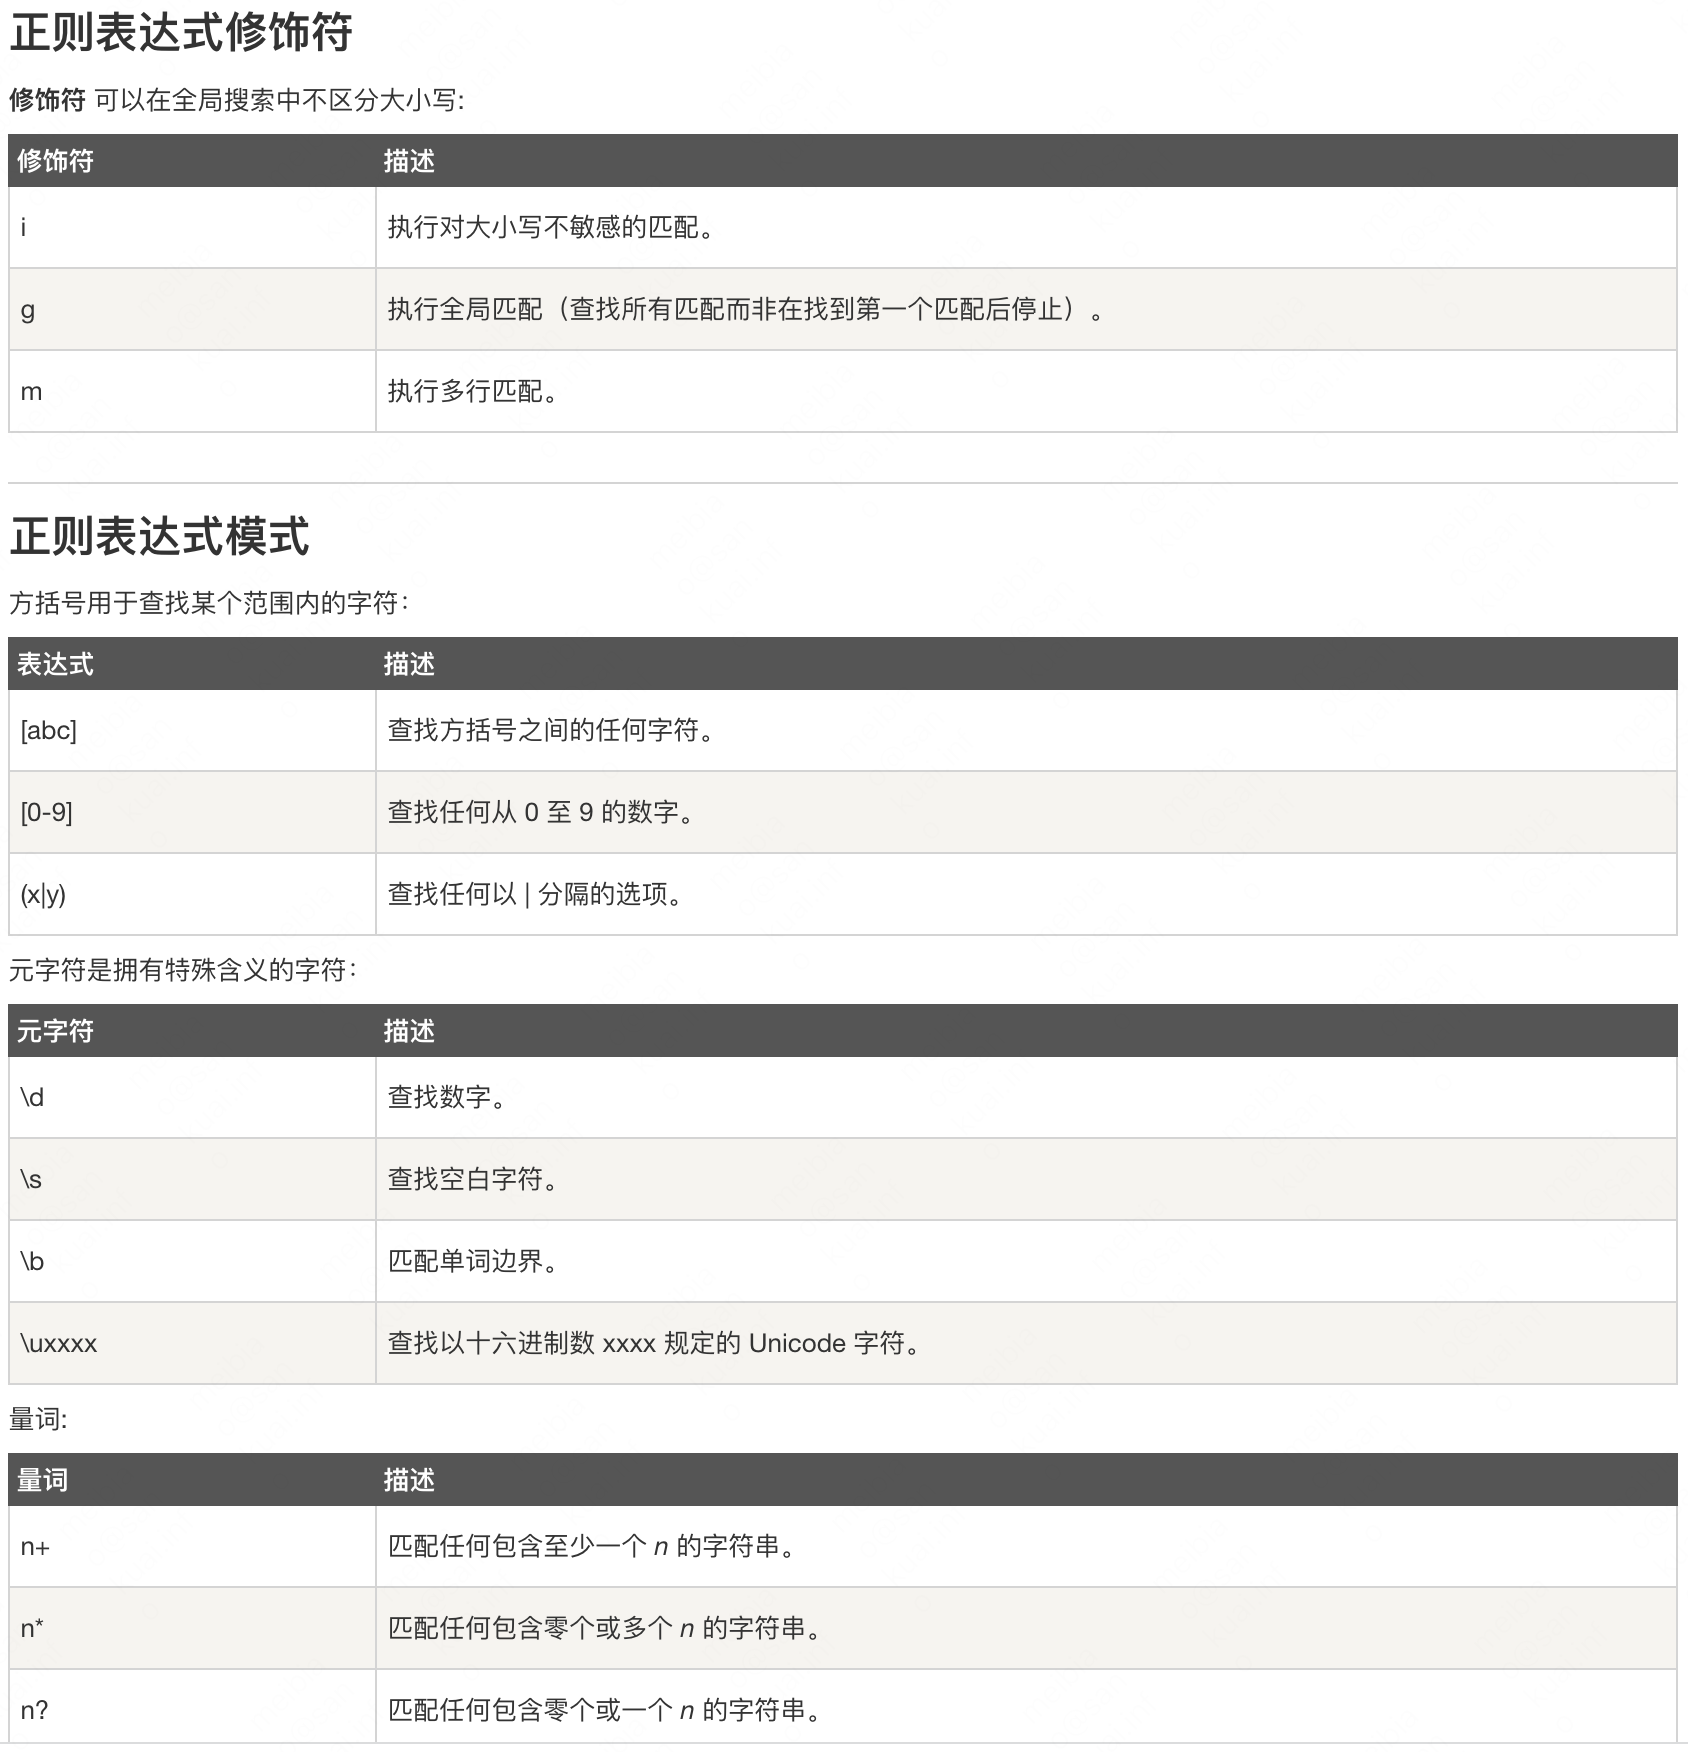 正则表达式修饰符
修饰符 可以在全局搜索中不区分大小写:
修饰符 描述
i 执行对大小写不敏感的匹配。
g 执行全局匹配（查找所有匹配而非在找到第一个匹配后停止）。
m 执行多行匹配。
正则表达式模式
方括号用于查找某个范围内的字符：
表达式 描述
[abc] 查找方括号之间的任何字符。
[0-9] 查找任何从 0 至 9 的数字。
(x|y) 查找任何以 | 分隔的选项。
元字符是拥有特殊含义的字符：
元字符 描述
\d 查找数字。
\s 查找空白字符。
\b 匹配单词边界。
\uxxxx 查找以十六进制数 xxxx 规定的 Unicode 字符。
量词:
量词 描述
n+ 匹配任何包含至少一个 n 的字符串。
n* 匹配任何包含零个或多个 n 的字符串。
n? 匹配任何包含零个或一个 n 的字符串。